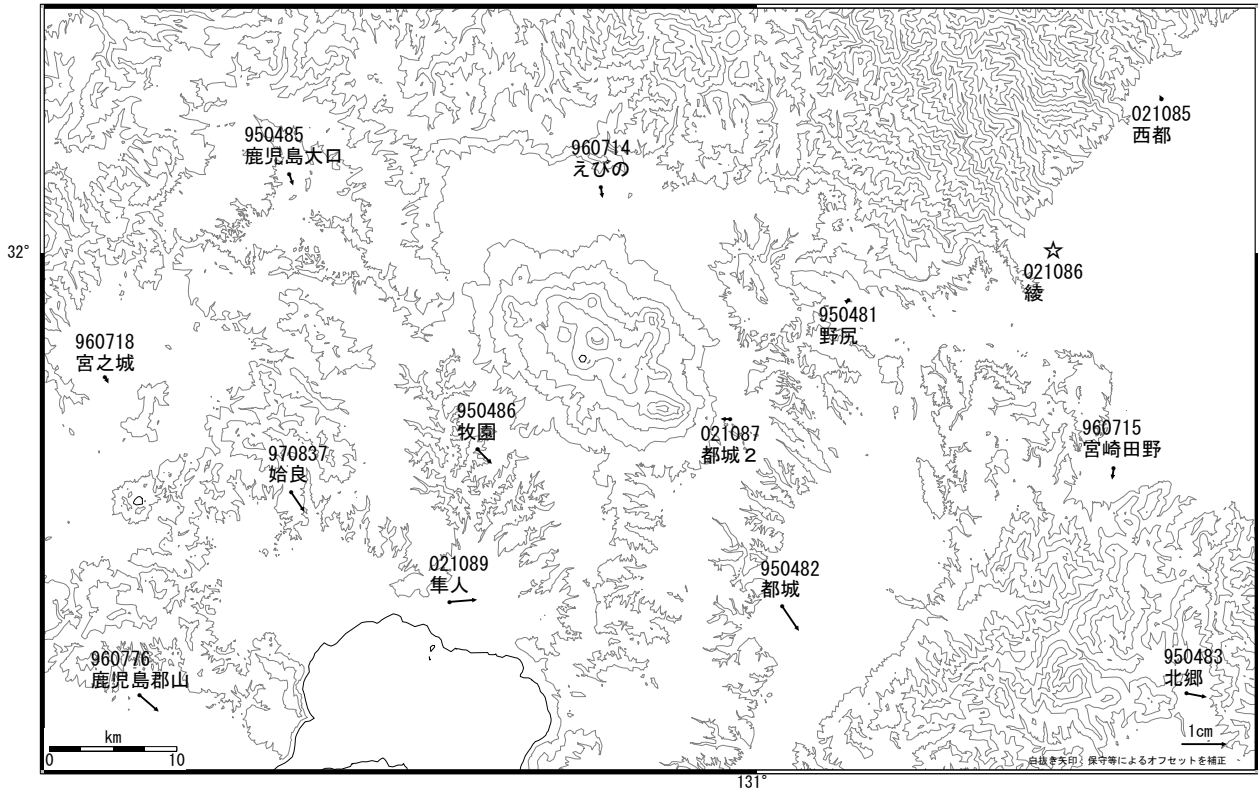 021085
西都
950485
鹿児島大口
960714
えびの
32°
021086
綾
950481
野尻
960718
宮之城
950486
牧園
021087
都城2
960715
宮崎田野
970837
姶良
021089
隼人
950482
都城
960776
鹿児島郡山
950483
北郷
km
0 10
1cm
白抜き矢印:保守等によるオフセットを補正
131°